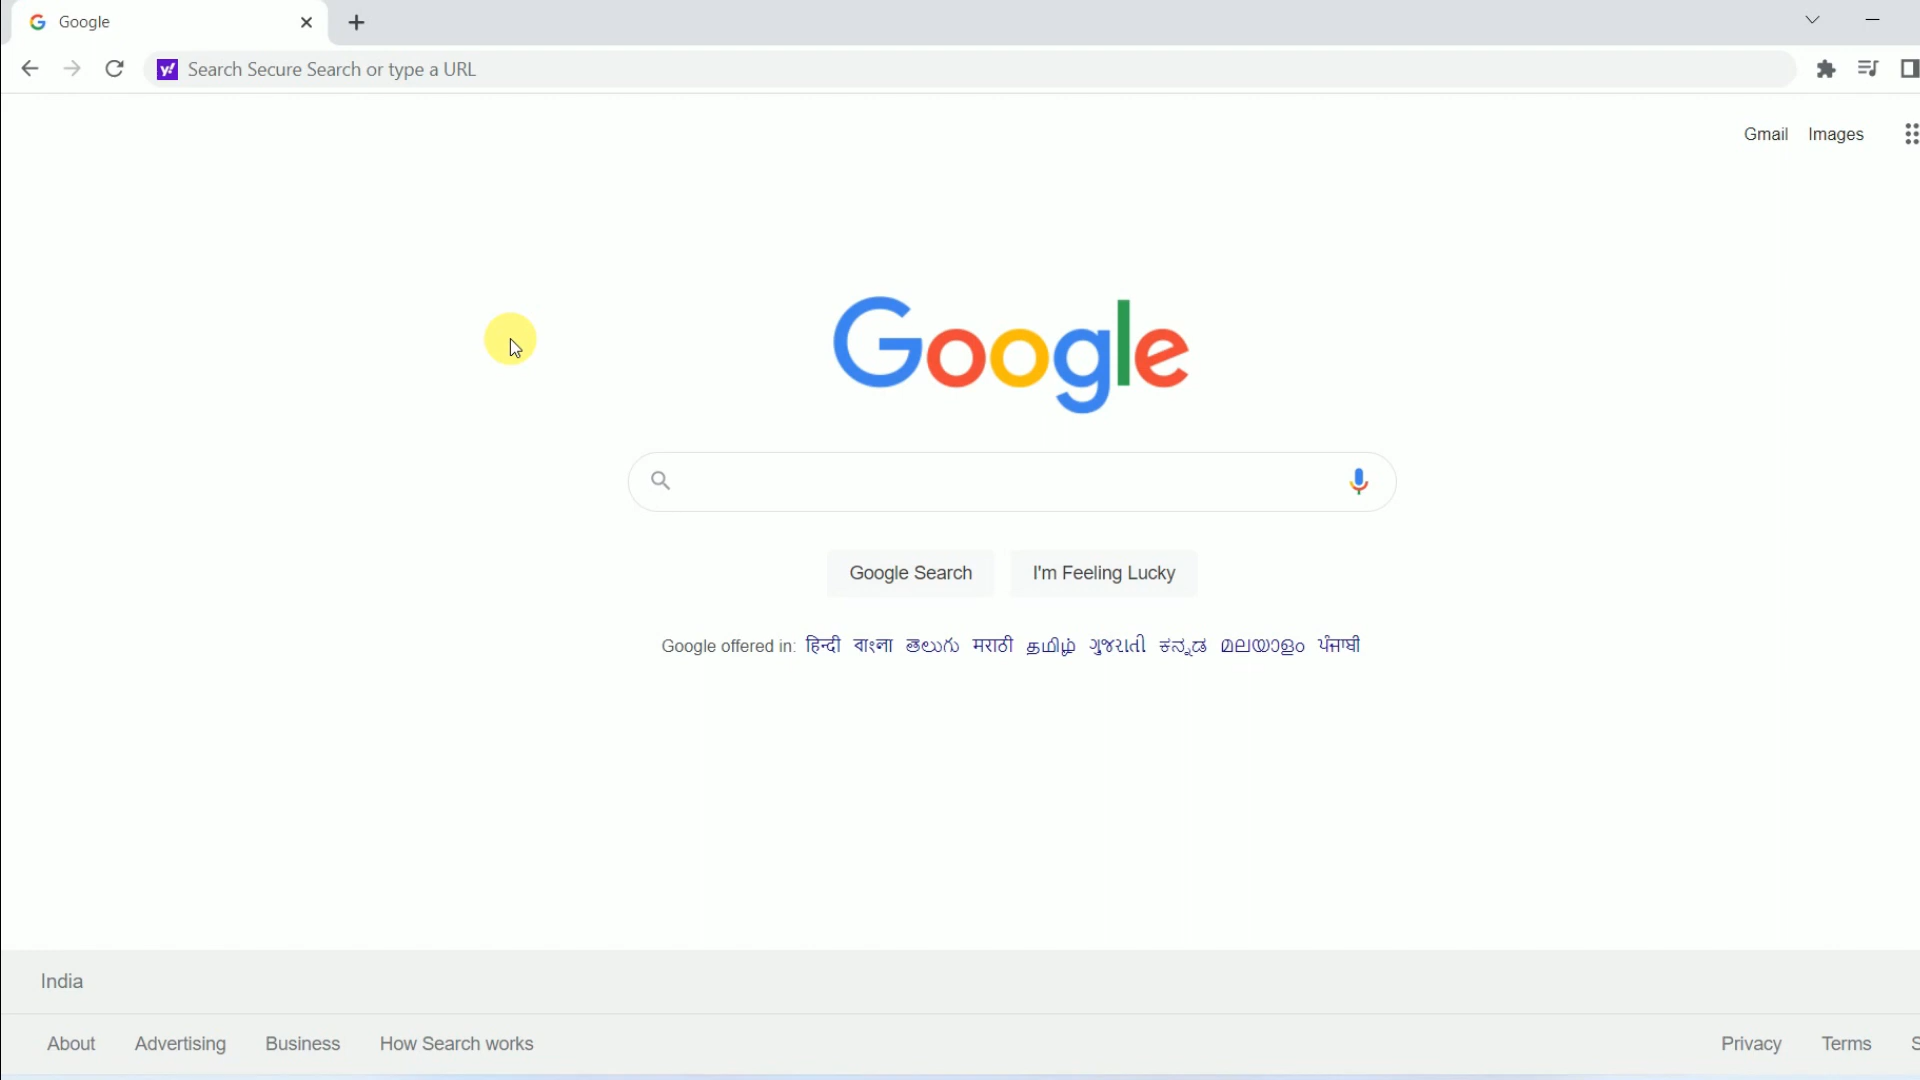 Google
Search Secure Search or type a URL
Gmail Images
Google
Google Search I'm Feeling Lucky
Google offered in: हिन्दी বাংলা తెలుగు मराठी தமிழ் ગુજરાતી ಕನ್ನಡ മലയാളം ਪੰਜਾਬੀ
India
About Advertising Business How Search works Privacy Terms